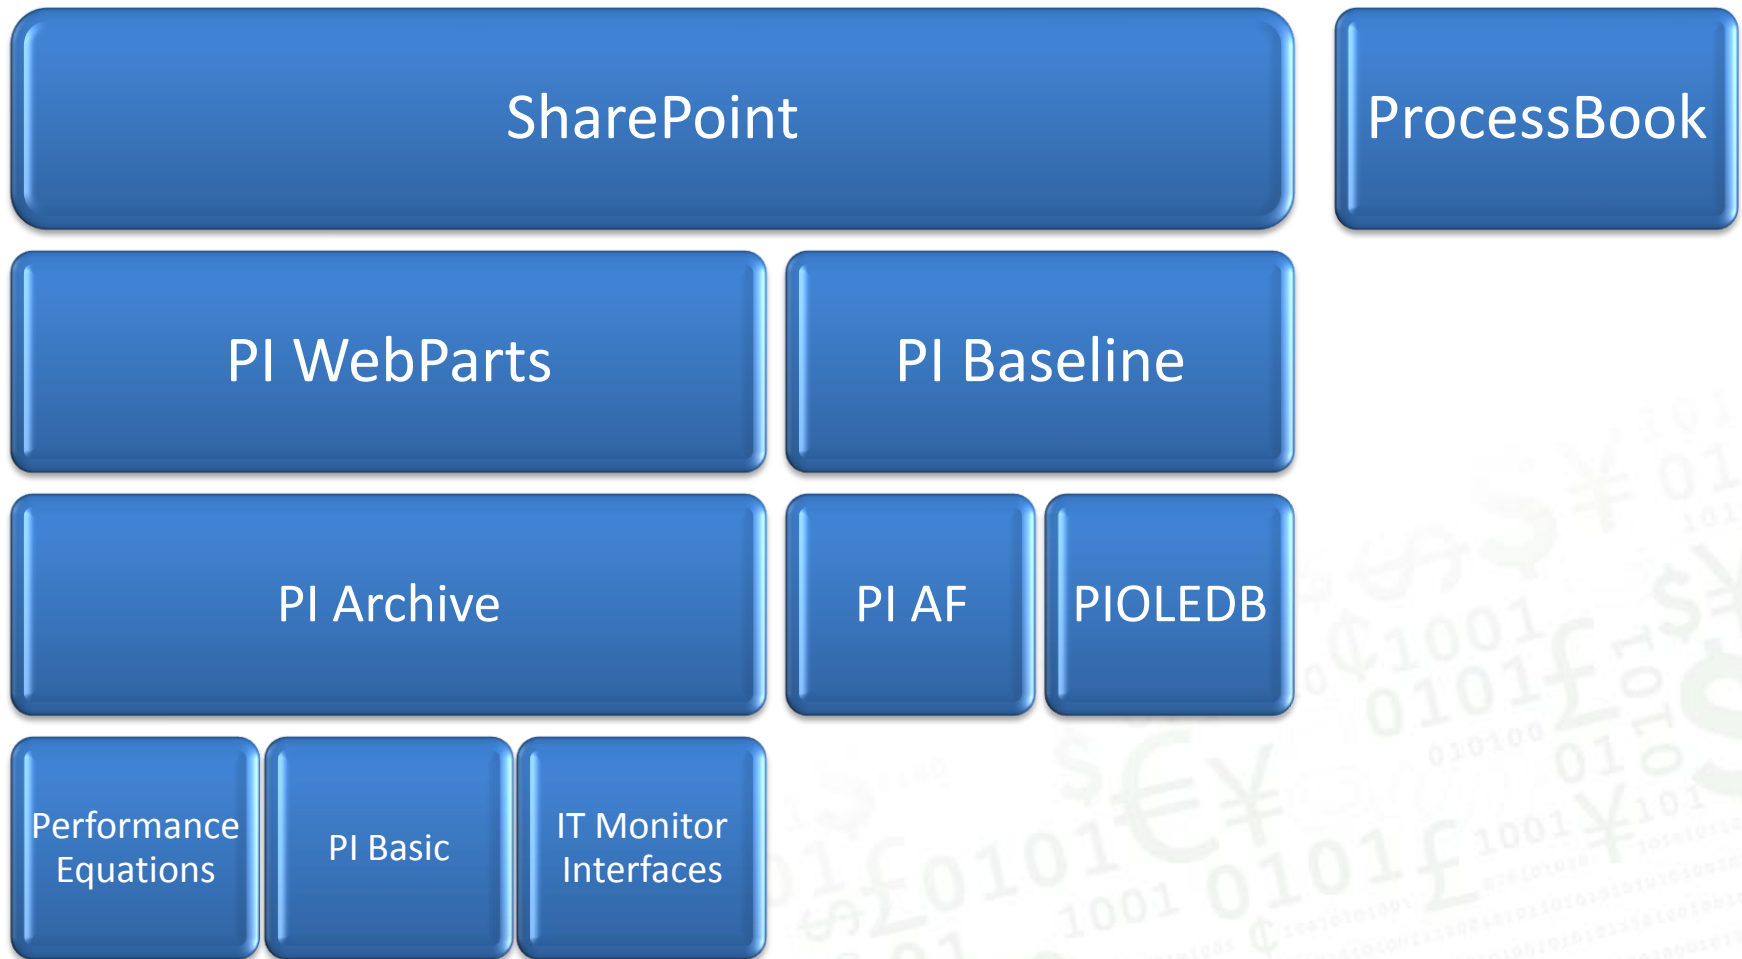 SharePoint
ProcessBook
PI WebParts
PI Baseline
PI Archive
PI AF
PIOLEDB
Performance
Equations
PI Basic
IT Monitor
Interfaces